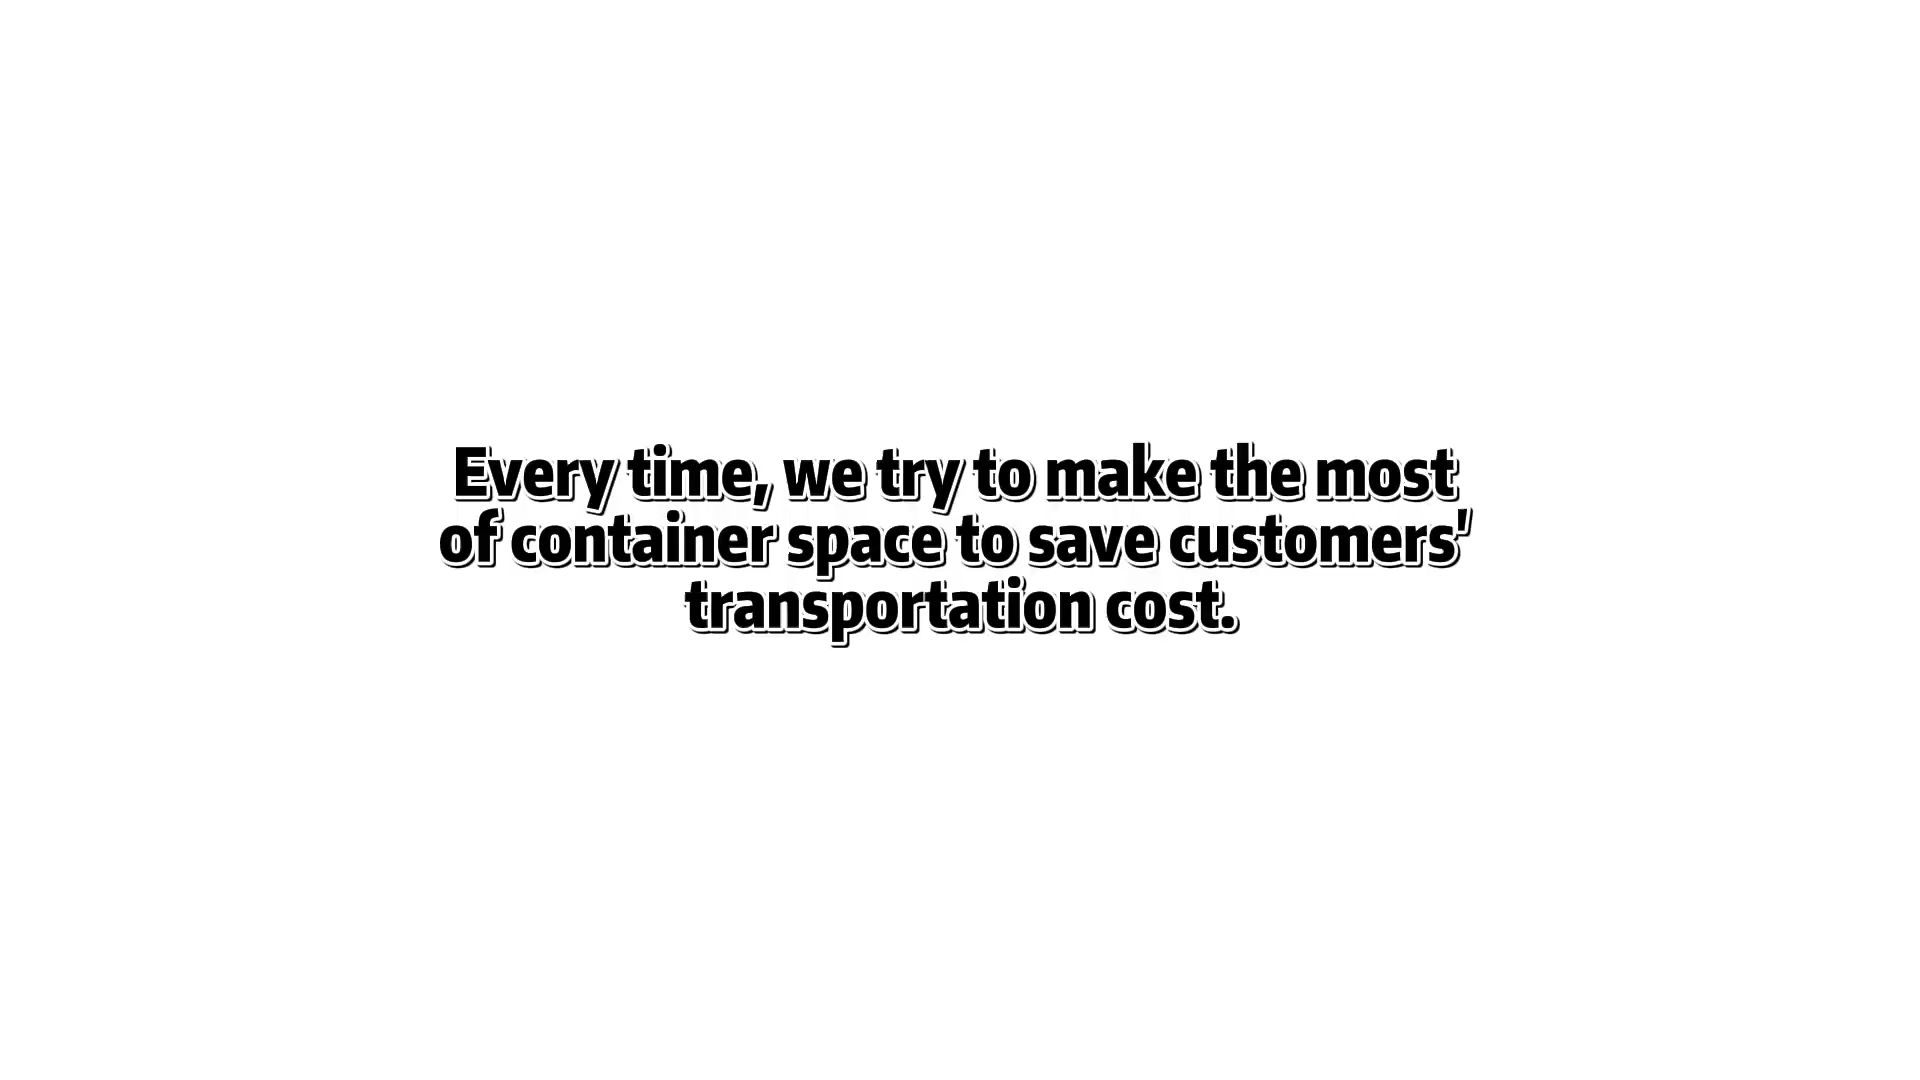 Every time, we try to make the most
of container space to save customers'
transportation cost.